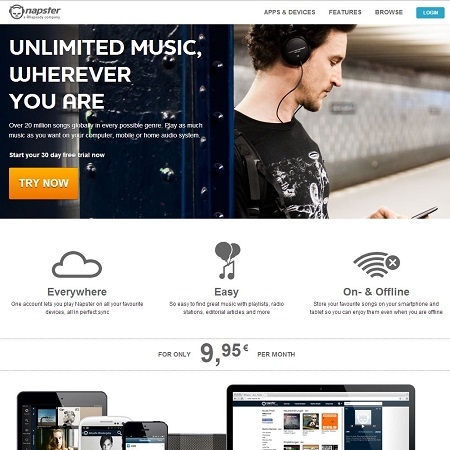 napster
a Rhapsody company
APPS & DEVICES FEATURES BROWSE LOGIN
UNLIMITED MUSIC,
WHEREVER
YOU ARE
Over 20 million songs globally in every possible genre. Play as much
music as you want on your computer, mobile or home audio system.
Start your 30 day free trial now
TRY NOW
Everywhere
One account lets you play Napster on all your favourite
devices, all in perfect sync
Easy
So easy to find great music with playlists, radio
stations, editorial articles and more
On- & Offline
Store your favourite songs on your smartphone and
tablet so you can enjoy them even when you are offline
FOR ONLY 9,95€ PER MONTH
napster